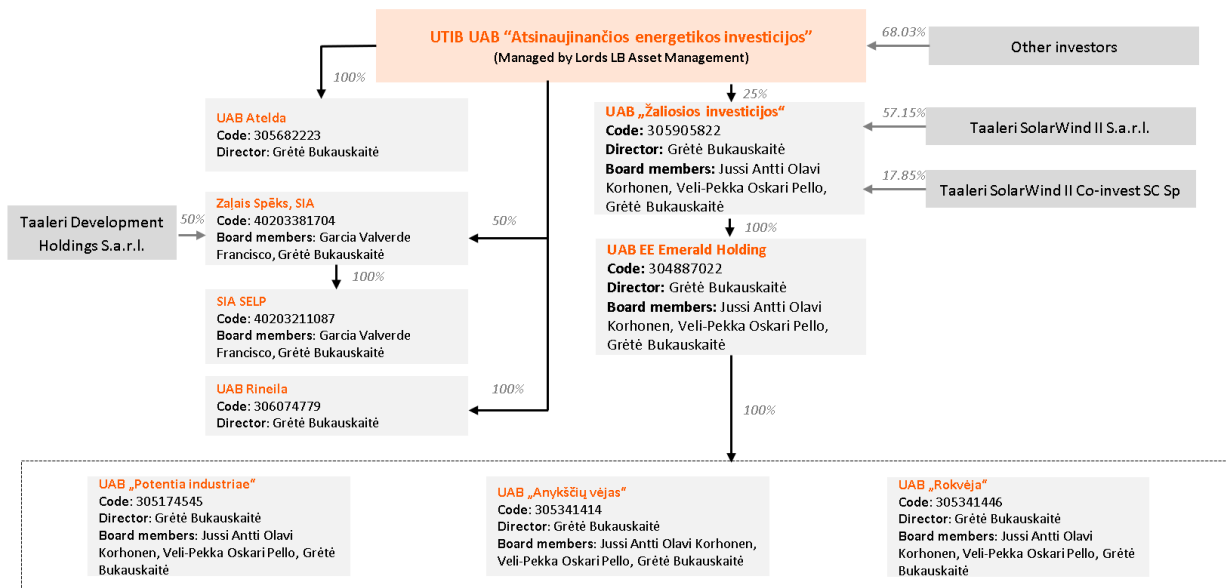 UTIB UAB “Atsinaujinančios energetikos investicijos”
(Managed by Lords LB Asset Management)
68.03%
Other investors
100%
25%
UAB Atelda
Code: 305682223
Director: Grėtė Bukauskaitė
UAB „Žaliosios investicijos“
Code: 305905822
Director: Grėtė Bukauskaitė
Board members: Jussi Antti Olavi
Korhonen, Veli-Pekka Oskari Pello,
Grėtė Bukauskaitė
57.15%
Taaleri SolarWind II S.a.r.l.
17.85%
Taaleri SolarWind II Co-invest SC Sp
Taaleri Development
Holdings S.a.r.l.
50%
Zaļais Spēks, SIA
Code: 40203381704
Board members: Garcia Valverde
Francisco, Grėtė Bukauskaitė
50%
100%
100%
UAB EE Emerald Holding
Code: 304887022
Director: Grėtė Bukauskaitė
Board members: Jussi Antti Olavi
Korhonen, Veli-Pekka Oskari Pello,
Grėtė Bukauskaitė
SIA SELP
Code: 40203211087
Board members: Garcia Valverde
Francisco, Grėtė Bukauskaitė
UAB Rineila
Code: 306074779
Director: Grėtė Bukauskaitė
100%
100%
UAB „Potentia industriae“
Code: 305174545
Director: Grėtė Bukauskaitė
Board members: Jussi Antti Olavi
Korhonen, Veli-Pekka Oskari Pello, Grėtė
Bukauskaitė
UAB „Anykščių vėjas“
Code: 305341414
Director: Grėtė Bukauskaitė
Board members: Jussi Antti Olavi Korhonen,
Veli-Pekka Oskari Pello, Grėtė Bukauskaitė
UAB „Rokvėja“
Code: 305341446
Director: Grėtė Bukauskaitė
Board members: Jussi Antti Olavi
Korhonen, Veli-Pekka Oskari Pello, Grėtė
Bukauskaitė